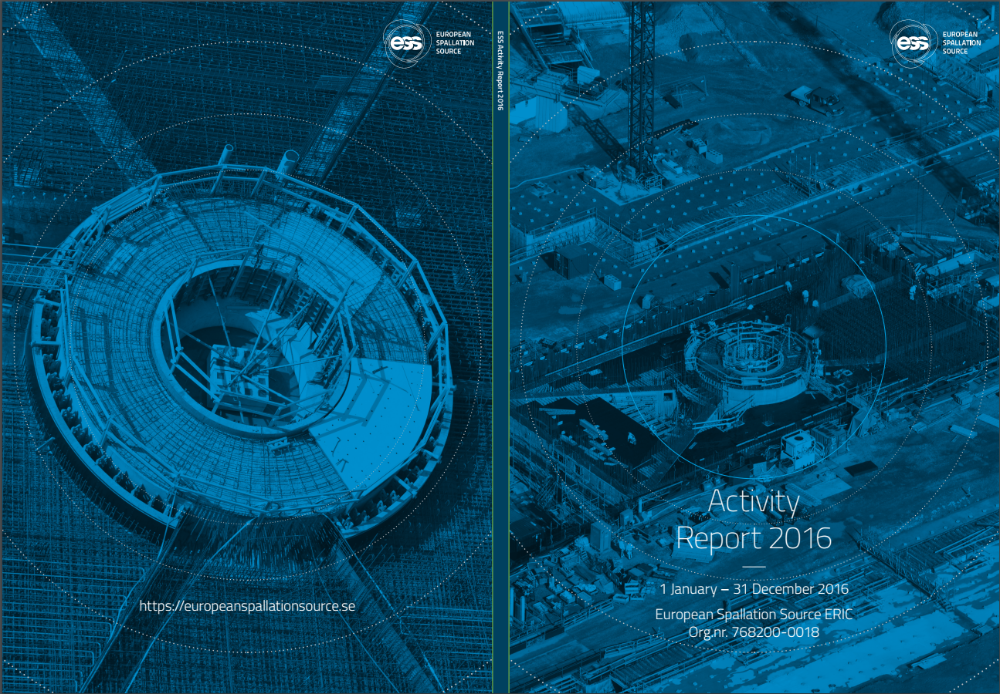 ess
EUROPEAN
SPALLATION
SOURCE
https://europeanspallationsource.se
ESS Activity Report 2016
ess
EUROPEAN
SPALLATION
SOURCE
Activity
Report 2016
1 January – 31 December 2016
European Spallation Source ERIC
Org.nr. 768200-0018